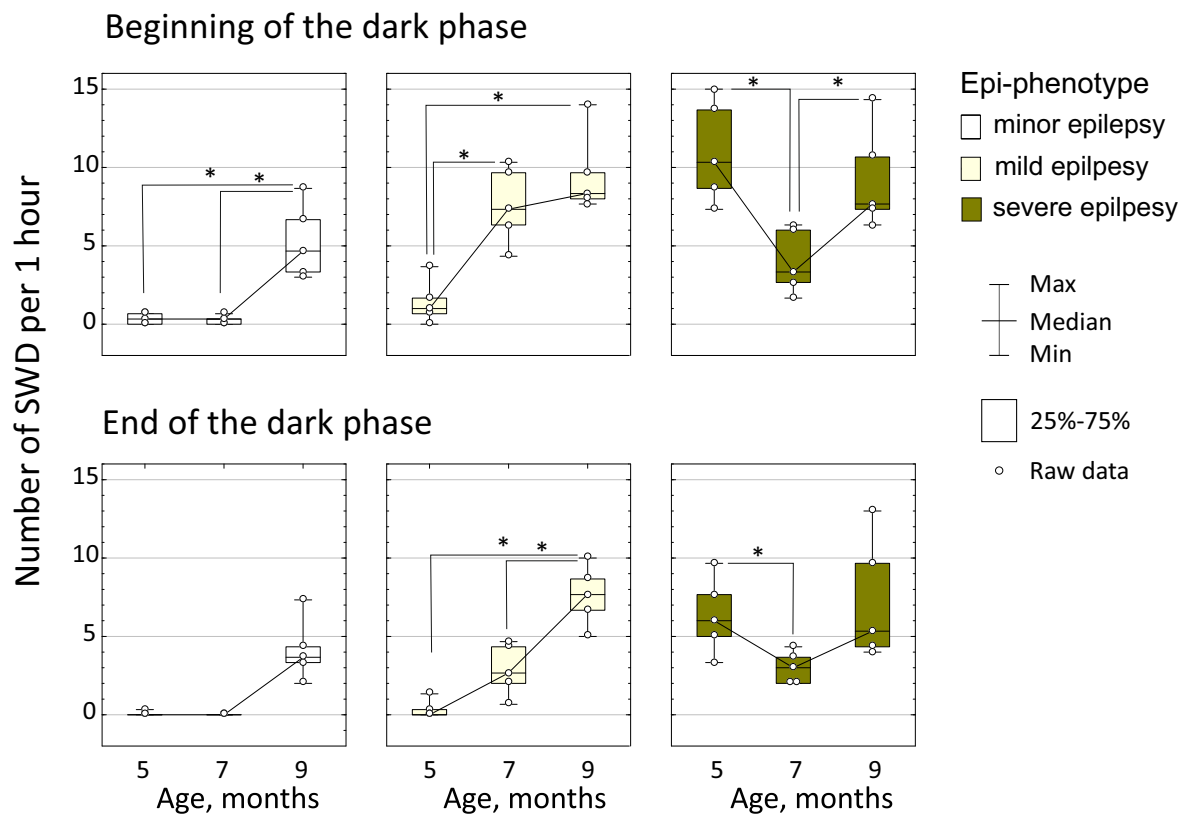 Beginning of the dark phase
Number of SWD per 1 hour
15
10
5
0
* *
* *
* *
Epi-phenotype
minor epilepsy
mild epilpesy
severe epilpesy
Max
Median
Min
25%-75%
Raw data
End of the dark phase
15
10
5
0
* *
*
5 7 9
5 7 9
5 7 9
Age, months
Age, months
Age, months